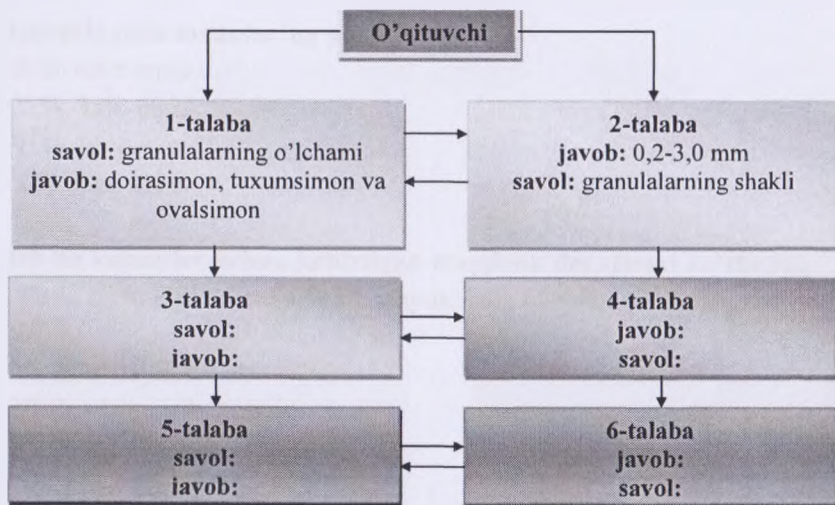 O’qituvchi
1-talaba
savol: granulalarning o’lchami
javob: doirasimon, tuxumsimon va
ovalsimon
2-talaba
javob: 0,2-3,0 mm
savol: granulalarning shakli
3-talaba
savol:
javob:
4-talaba
javob:
savol:
5-talaba
savol:
javob:
6-talaba
javob:
savol: